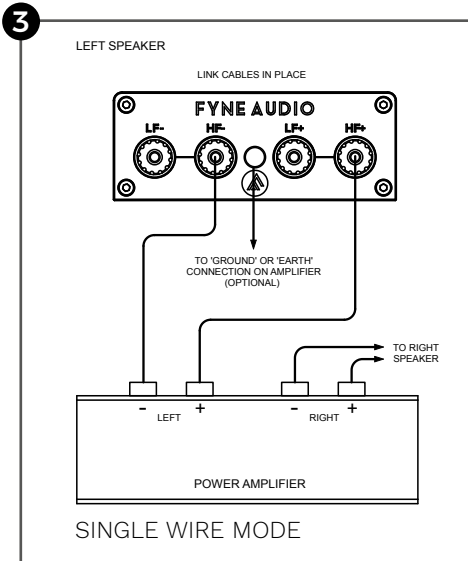 3
LEFT SPEAKER
LINK CABLES IN PLACE
FYNE AUDIO
LF- HF- LF+ HF+
TO 'GROUND' OR 'EARTH'
CONNECTION ON AMPLIFIER
(OPTIONAL)
TO RIGHT
SPEAKER
- + - +
LEFT RIGHT
POWER AMPLIFIER
SINGLE WIRE MODE